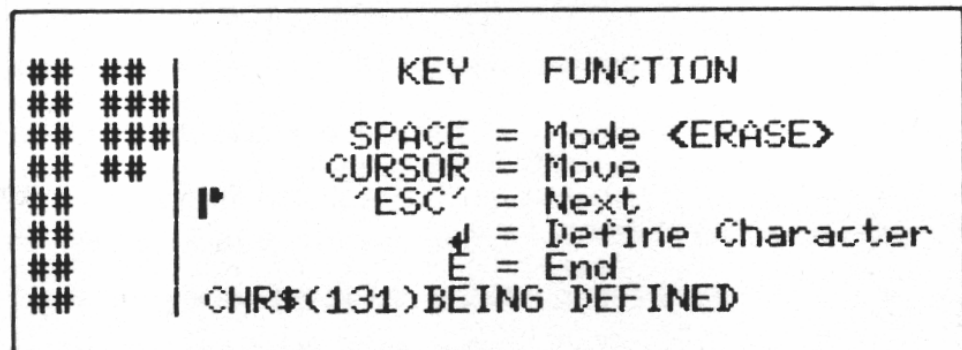 ## ## | KEY FUNCTION
## ###|
## ###| SPACE = Mode <ERASE>
## ## | CURSOR = Move
## | 'ESC' = Next
## | ↵ = Define Character
## | E = End
## | CHR$(131)BEING DEFINED